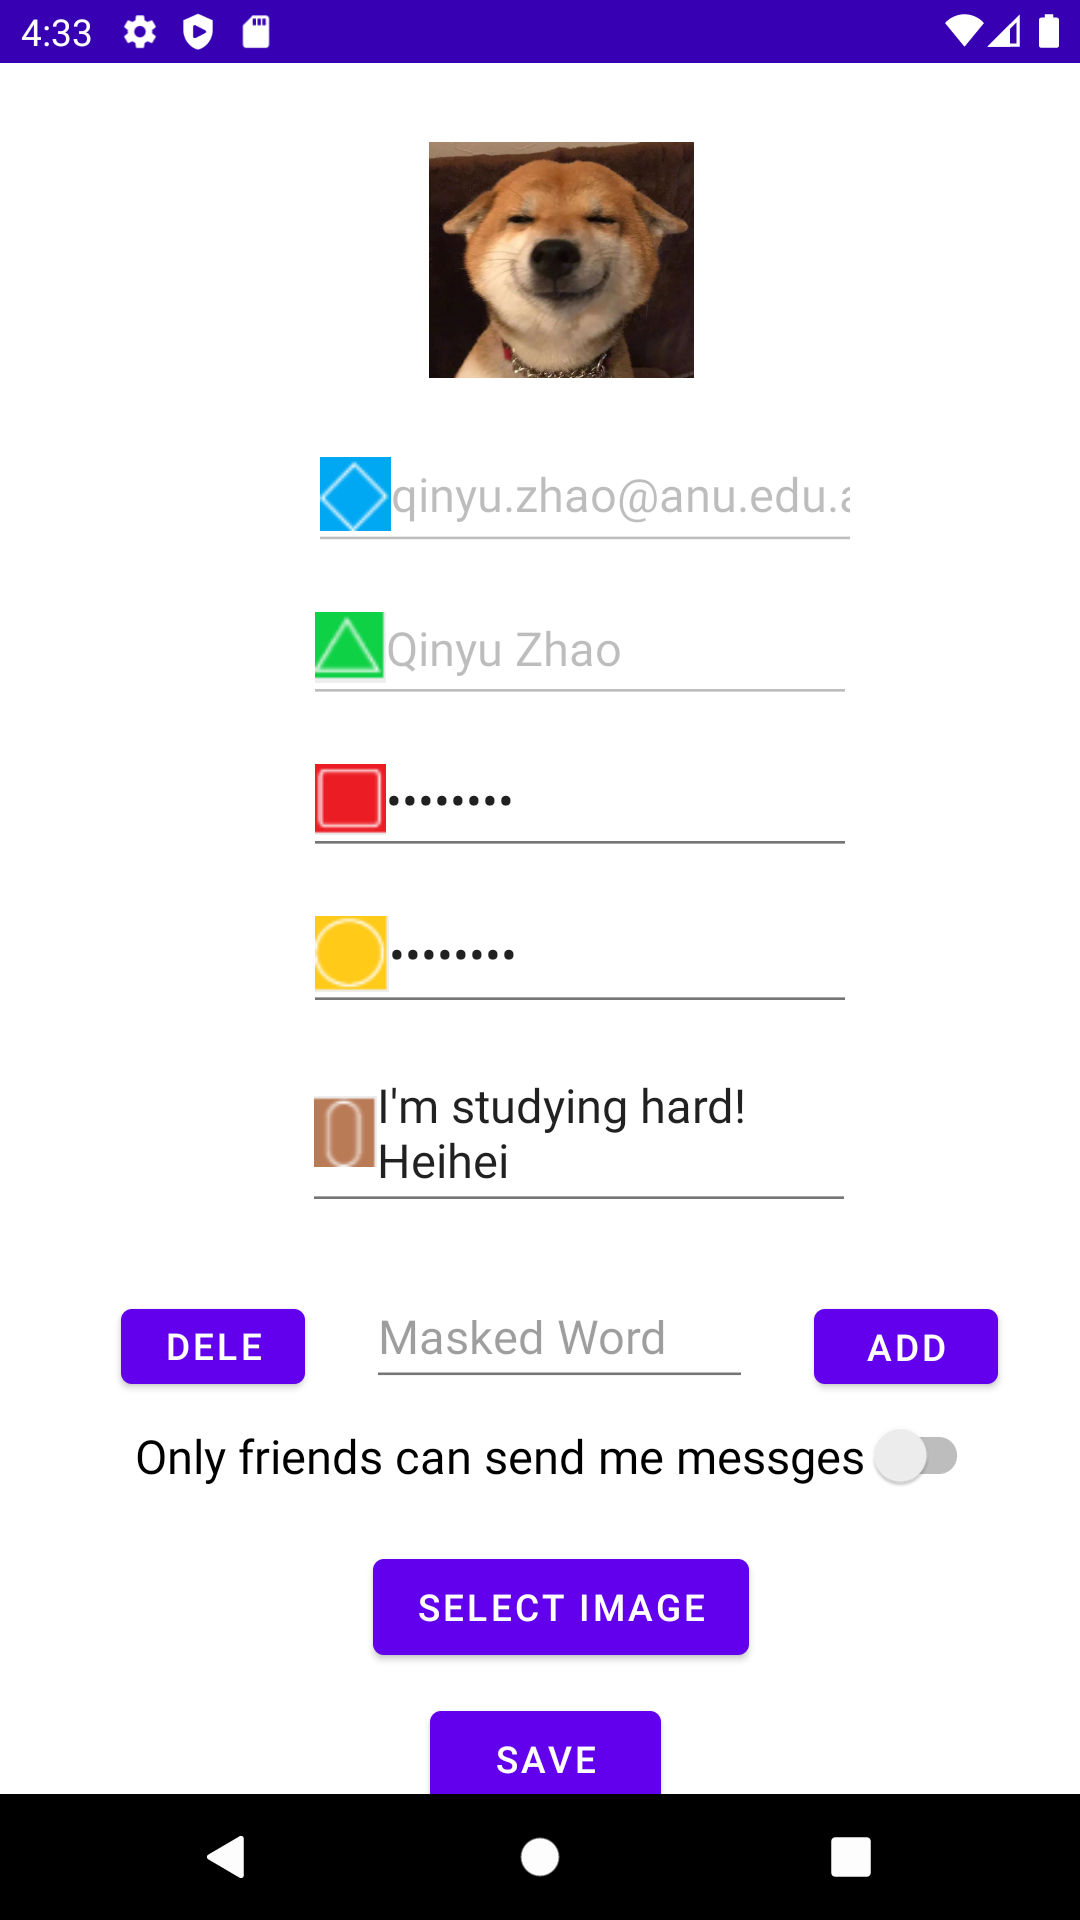 4:33
qinyu.zhao@anu.edu.a
Qinyu Zhao
••••••••
••••••••
I'm studying hard!
Heihei
DELE
Masked Word
ADD
Only friends can send me messges
SELECT IMAGE
SAVE